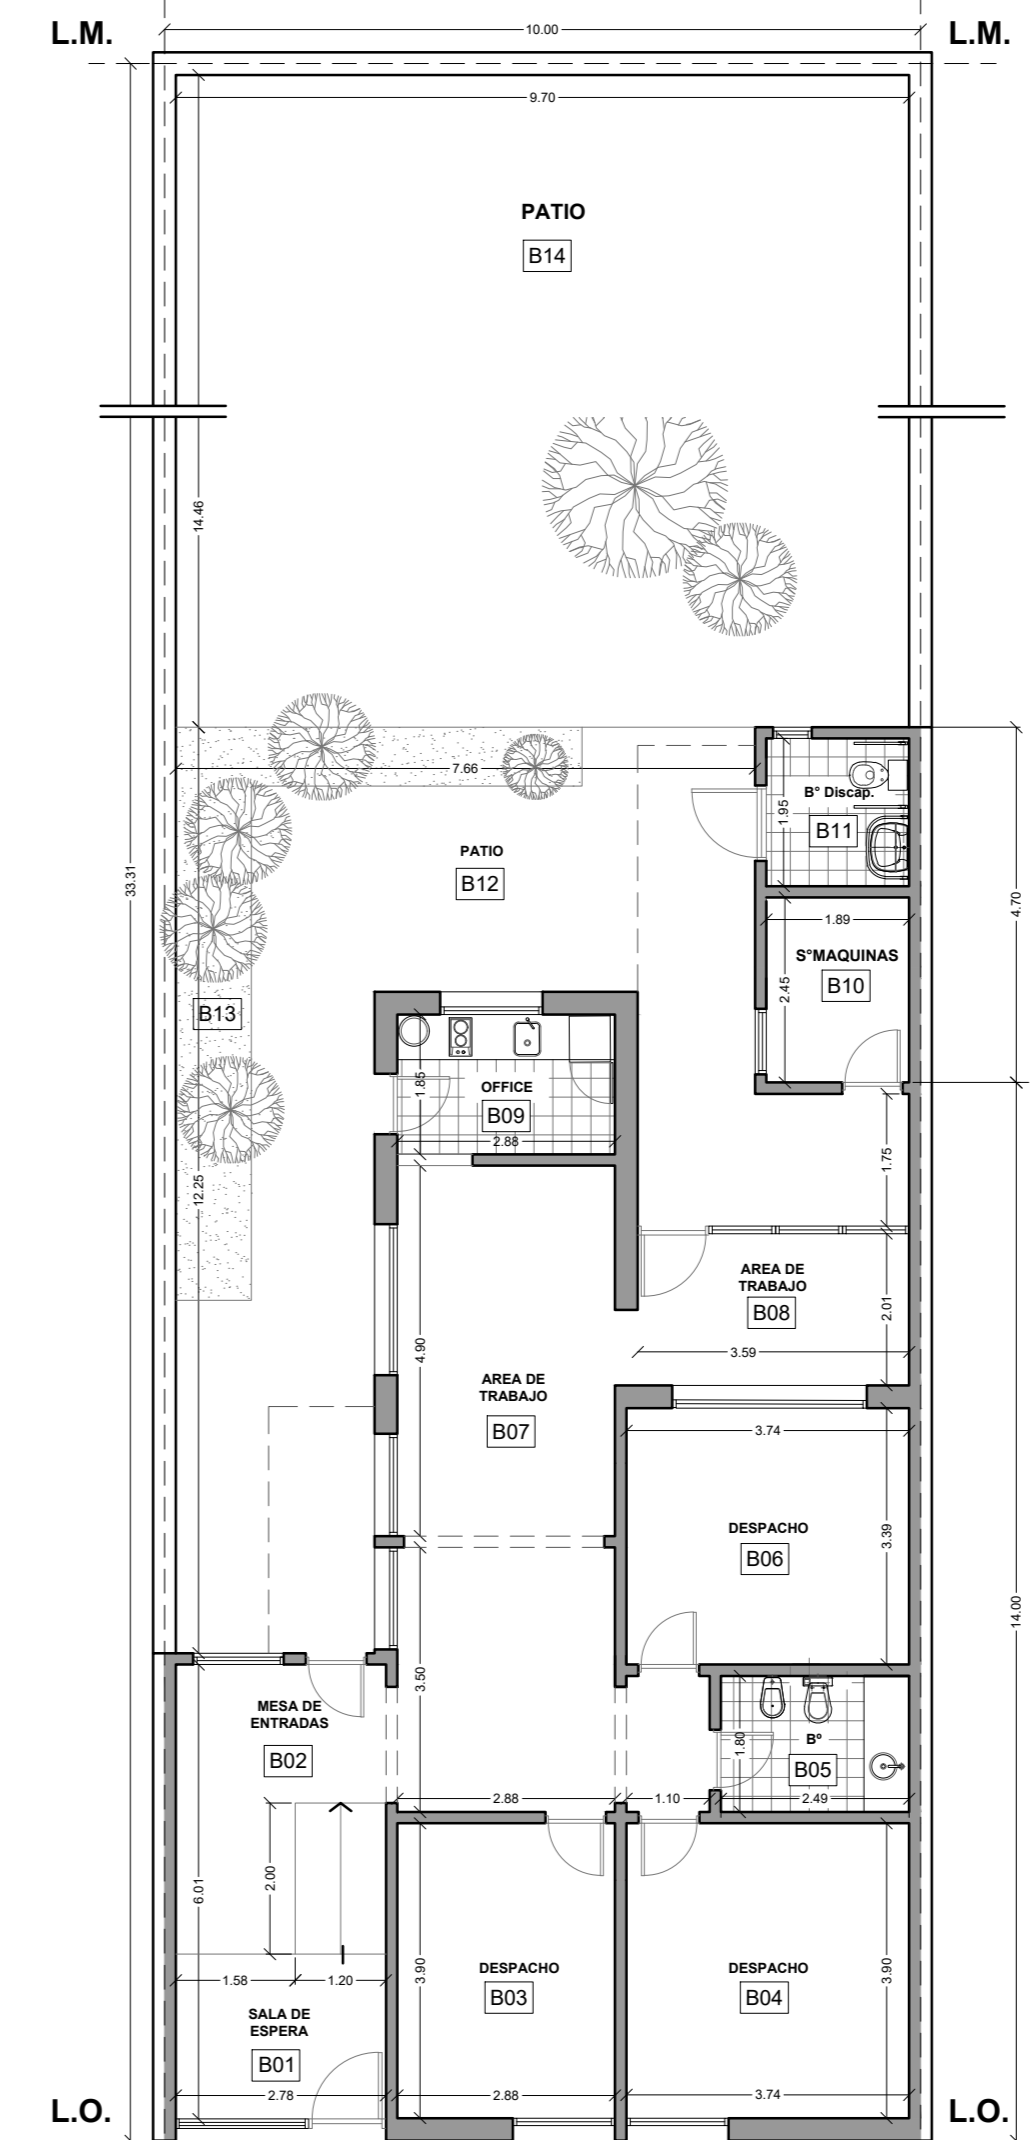 L.M.
10.00
L.M.
9.70
PATIO
B14
14.46
33.31
7.66
B° Discap.
B11
1.95
PATIO
B12
4.70
1.89
S°MAQUINAS
B10
2.45
B13
1.85
OFFICE
B09
2.88
12.25
1.75
AREA DE
TRABAJO
B08
2.01
3.59
4.90
AREA DE
TRABAJO
B07
3.74
DESPACHO
B06
3.39
14.00
3.50
MESA DE
ENTRADAS
B02
1.80
Bº
B05
2.88
1.10
2.49
2.00
6.01
3.90
DESPACHO
B03
DESPACHO
B04
3.90
1.58
1.20
SALA DE
ESPERA
B01
2.78
2.88
3.74
L.O.
L.O.